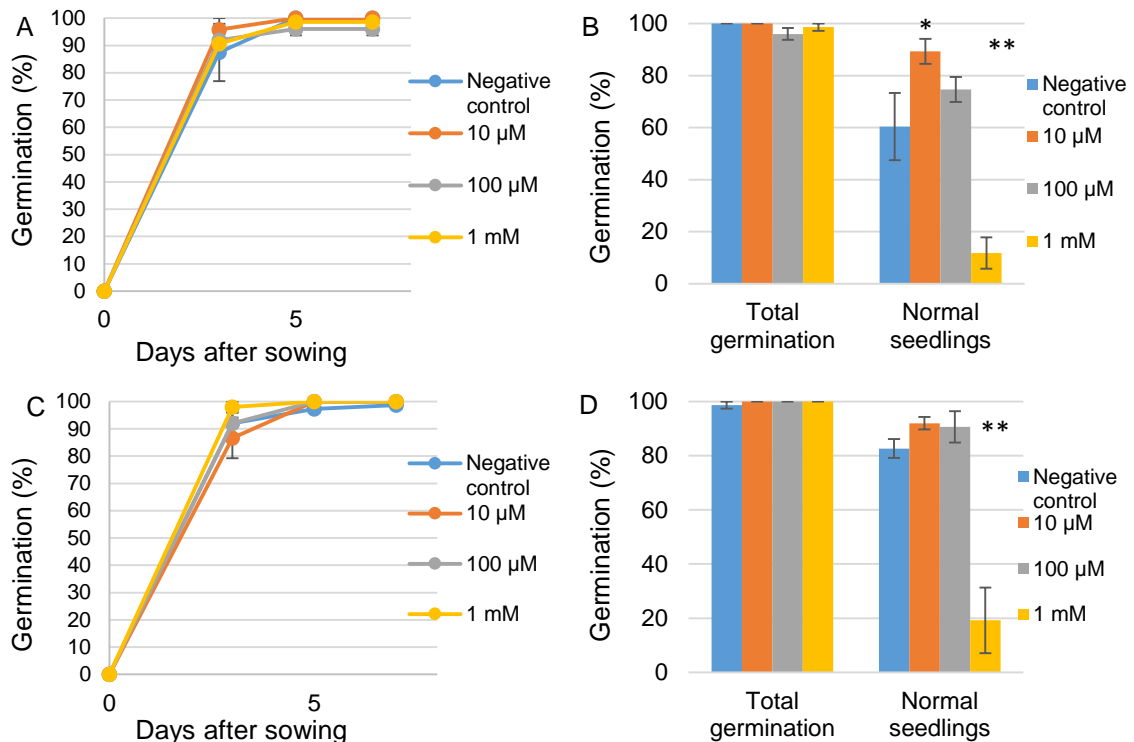 A
Germination (%)
100
90
80
70
60
50
40
30
20
10
0
0
5
Days after sowing
Negative
control
10 µM
100 µM
1 mM
B
Germination (%)
100
80
60
40
20
0
*
**
Total
germination
Normal
seedlings
Negative
control
10 µM
100 µM
1 mM
C
Germination (%)
100
90
80
70
60
50
40
30
20
10
0
0
5
Days after sowing
Negative
control
10 µM
100 µM
1 mM
D
Germination (%)
100
80
60
40
20
0
**
Total
germination
Normal
seedlings
Negative
control
10 µM
100 µM
1 mM